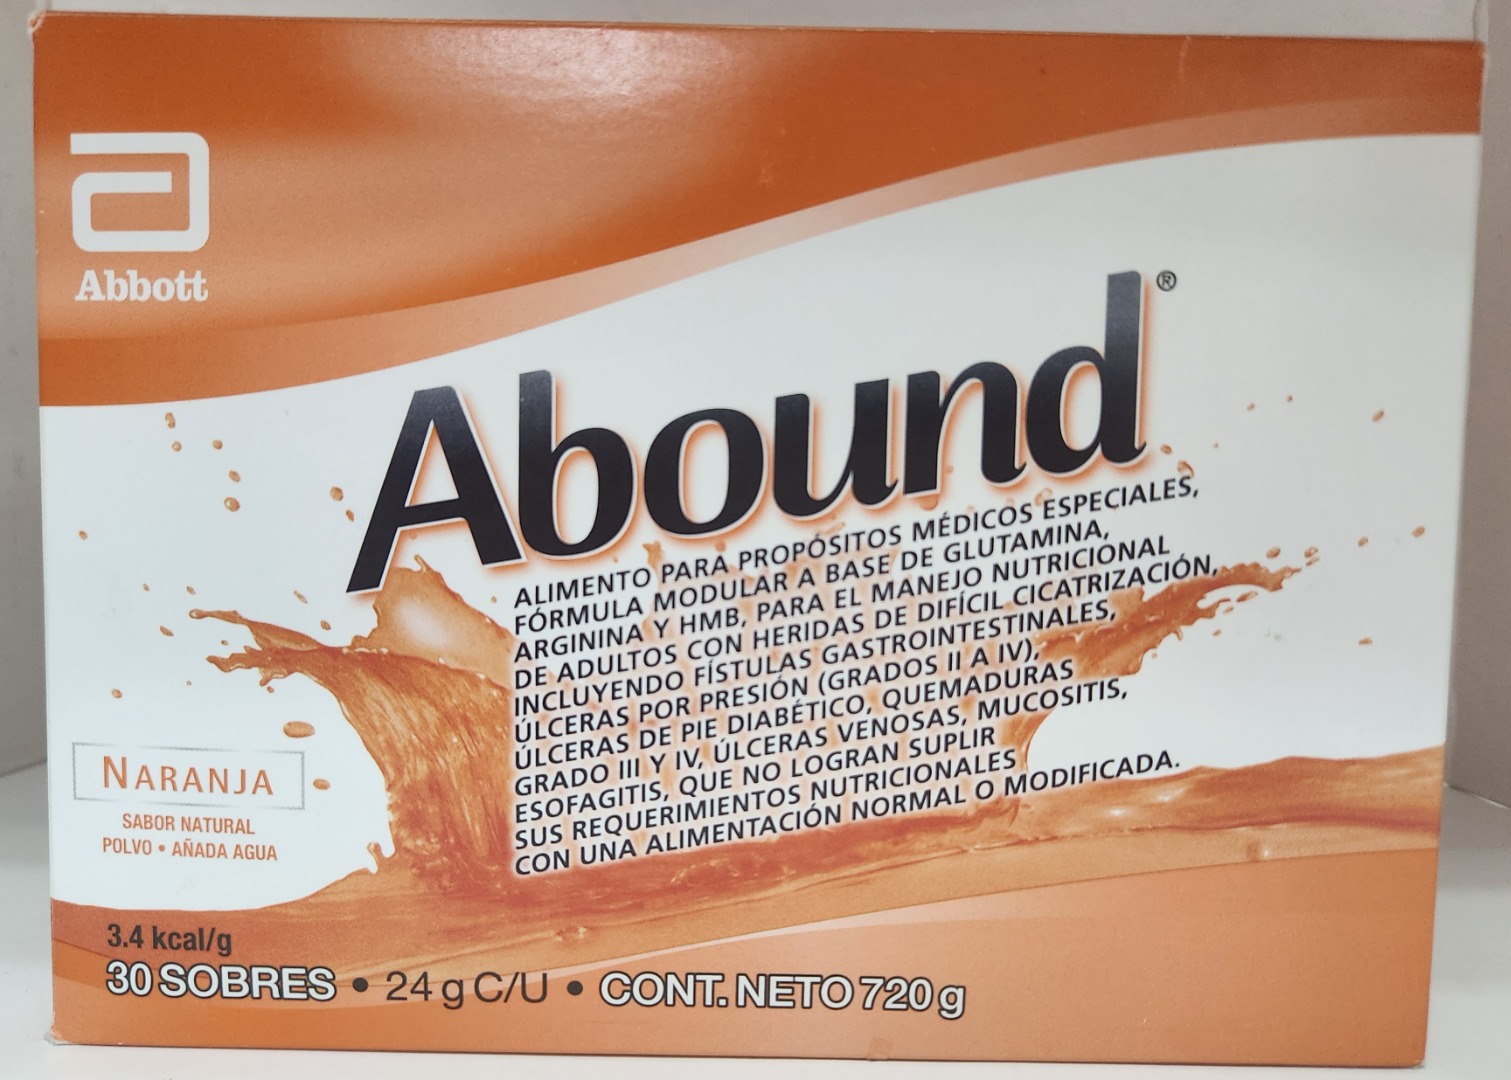 Abbott
Abound®
ALIMENTO PARA PROPÓSITOS MÉDICOS ESPECIALES,
FÓRMULA MODULAR A BASE DE GLUTAMINA,
ARGININA Y HMB, PARA EL MANEJO NUTRICIONAL
DE ADULTOS CON HERIDAS DE DIFÍCIL CICATRIZACIÓN,
INCLUYENDO FÍSTULAS GASTROINTESTINALES,
ÚLCERAS POR PRESIÓN (GRADOS II A IV),
ÚLCERAS DE PIE DIABÉTICO, QUEMADURAS
GRADO III Y IV, ÚLCERAS VENOSAS, MUCOSITIS,
ESOFAGITIS, QUE NO LOGRAN SUPLIR
SUS REQUERIMIENTOS NUTRICIONALES
CON UNA ALIMENTACIÓN NORMAL O MODIFICADA.
NARANJA
SABOR NATURAL
POLVO • AÑADA AGUA
3.4 kcal/g
30 SOBRES • 24 g C/U • CONT. NETO 720 g